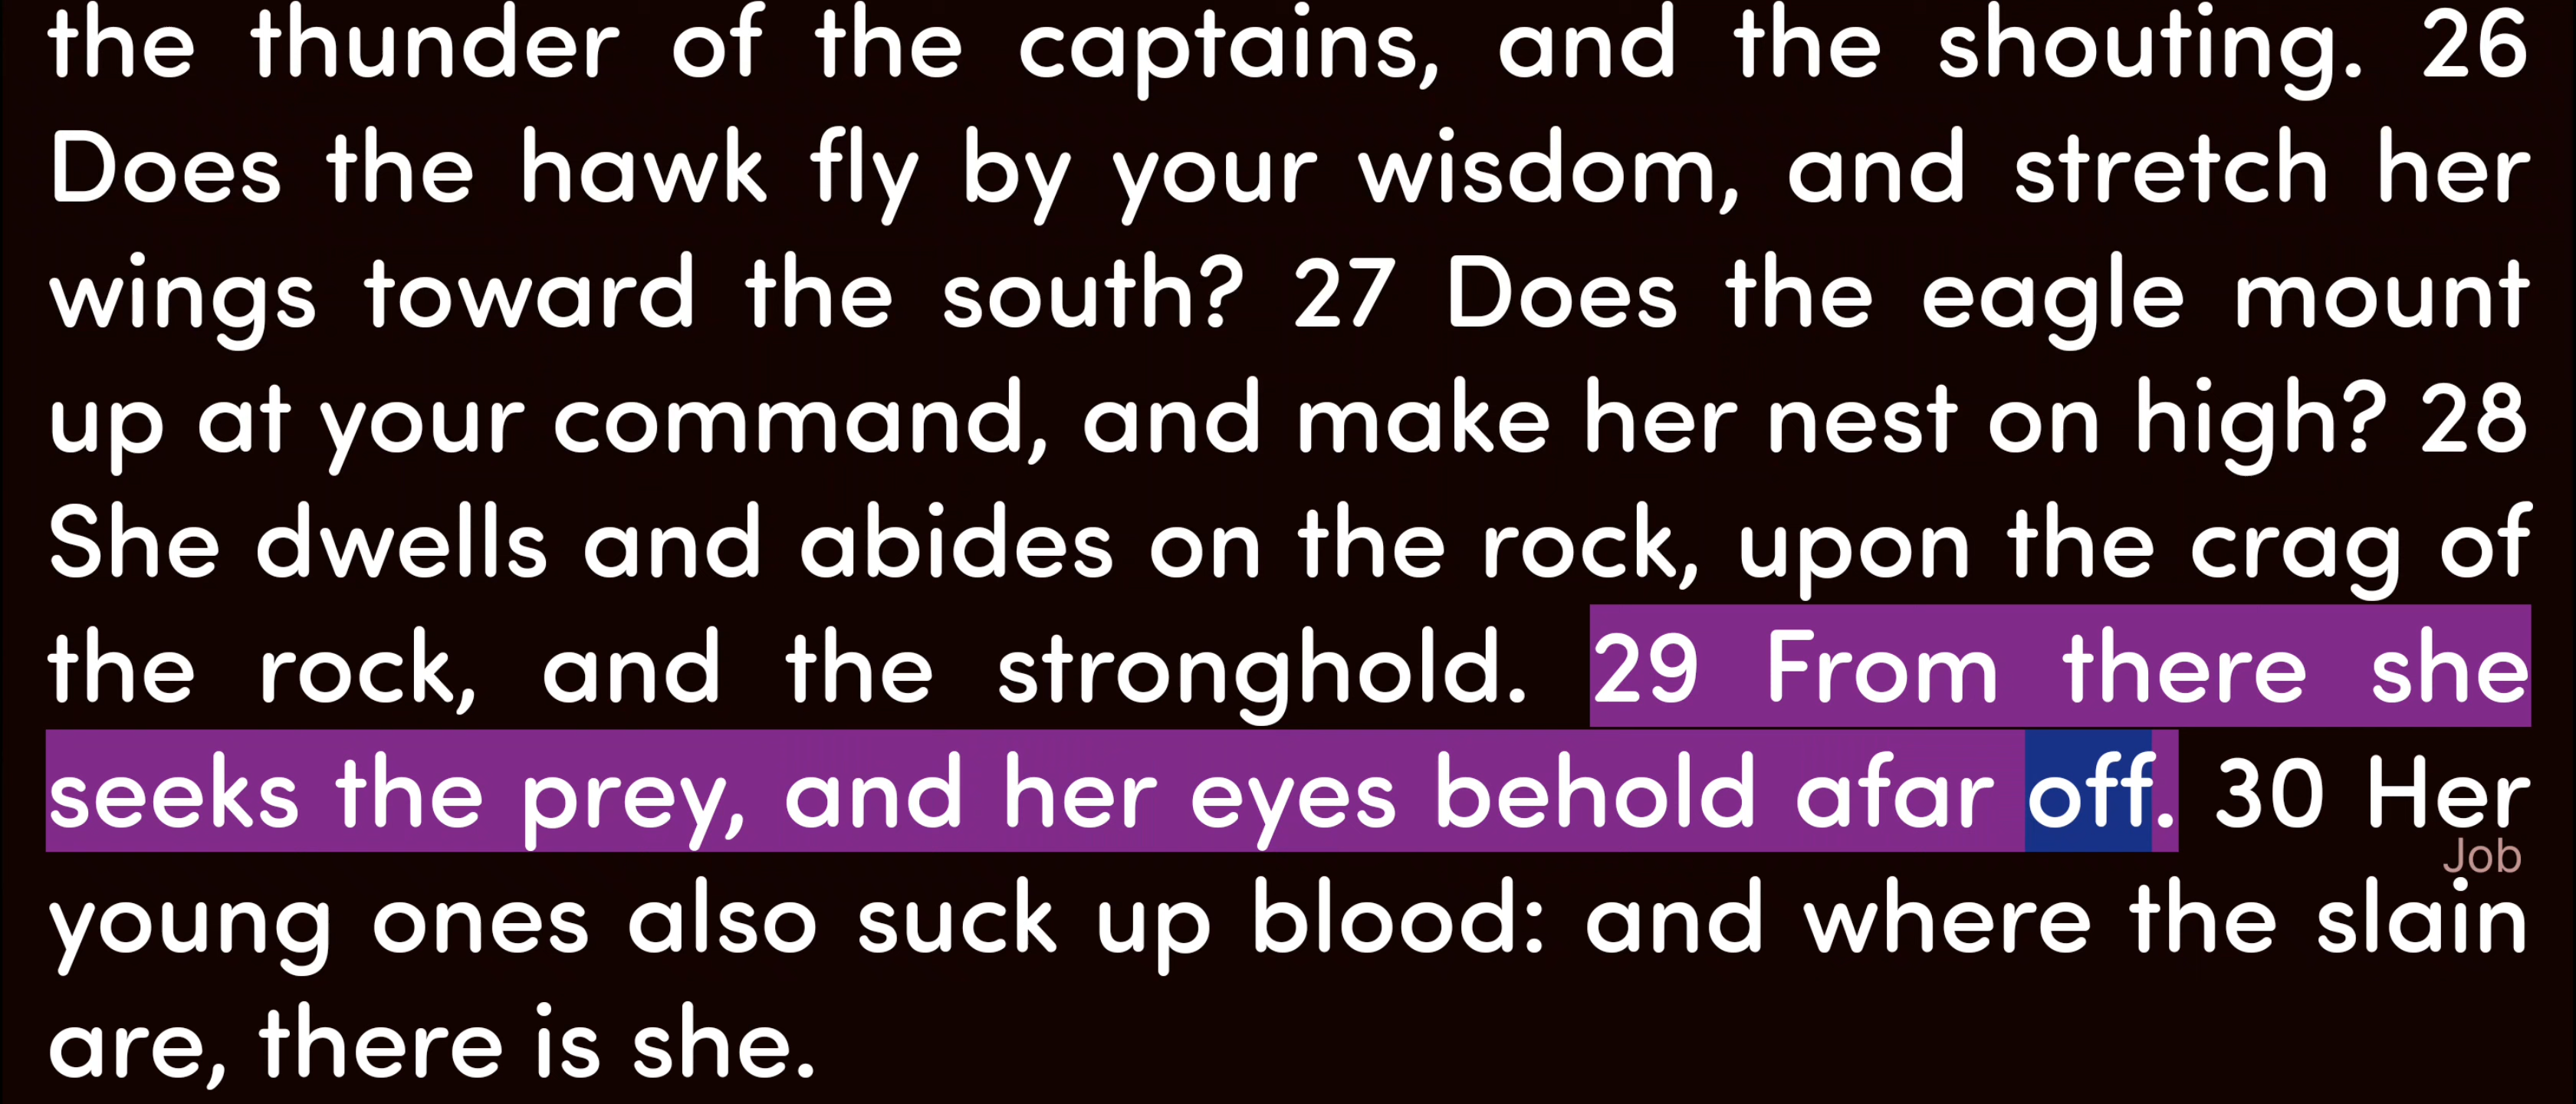 the thunder of the captains, and the shouting. 26
Does the hawk fly by your wisdom, and stretch her
wings toward the south? 27 Does the eagle mount
up at your command, and make her nest on high? 28
She dwells and abides on the rock, upon the crag of
the rock, and the stronghold. 29 From there she
seeks the prey, and her eyes behold afar off. 30 Her
Job
young ones also suck up blood: and where the slain
are, there is she.